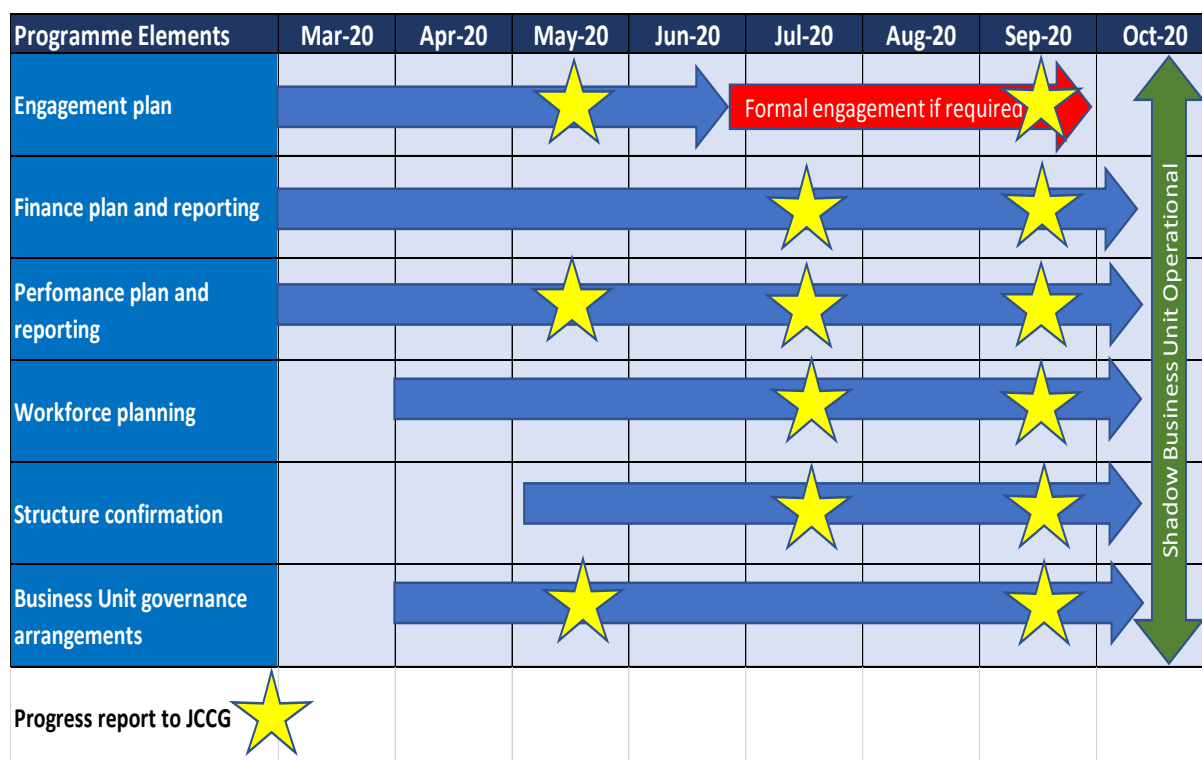 Programme Elements Mar-20 Apr-20 May-20 Jun-20 Jul-20 Aug-20 Sep-20 Oct-20
Engagement plan
Formal engagement if required
Finance plan and reporting
Perfomance plan and
reporting
Workforce planning
Structure confirmation
Business Unit governance
arrangements
Shadow Business Unit Operational
Progress report to JCCG